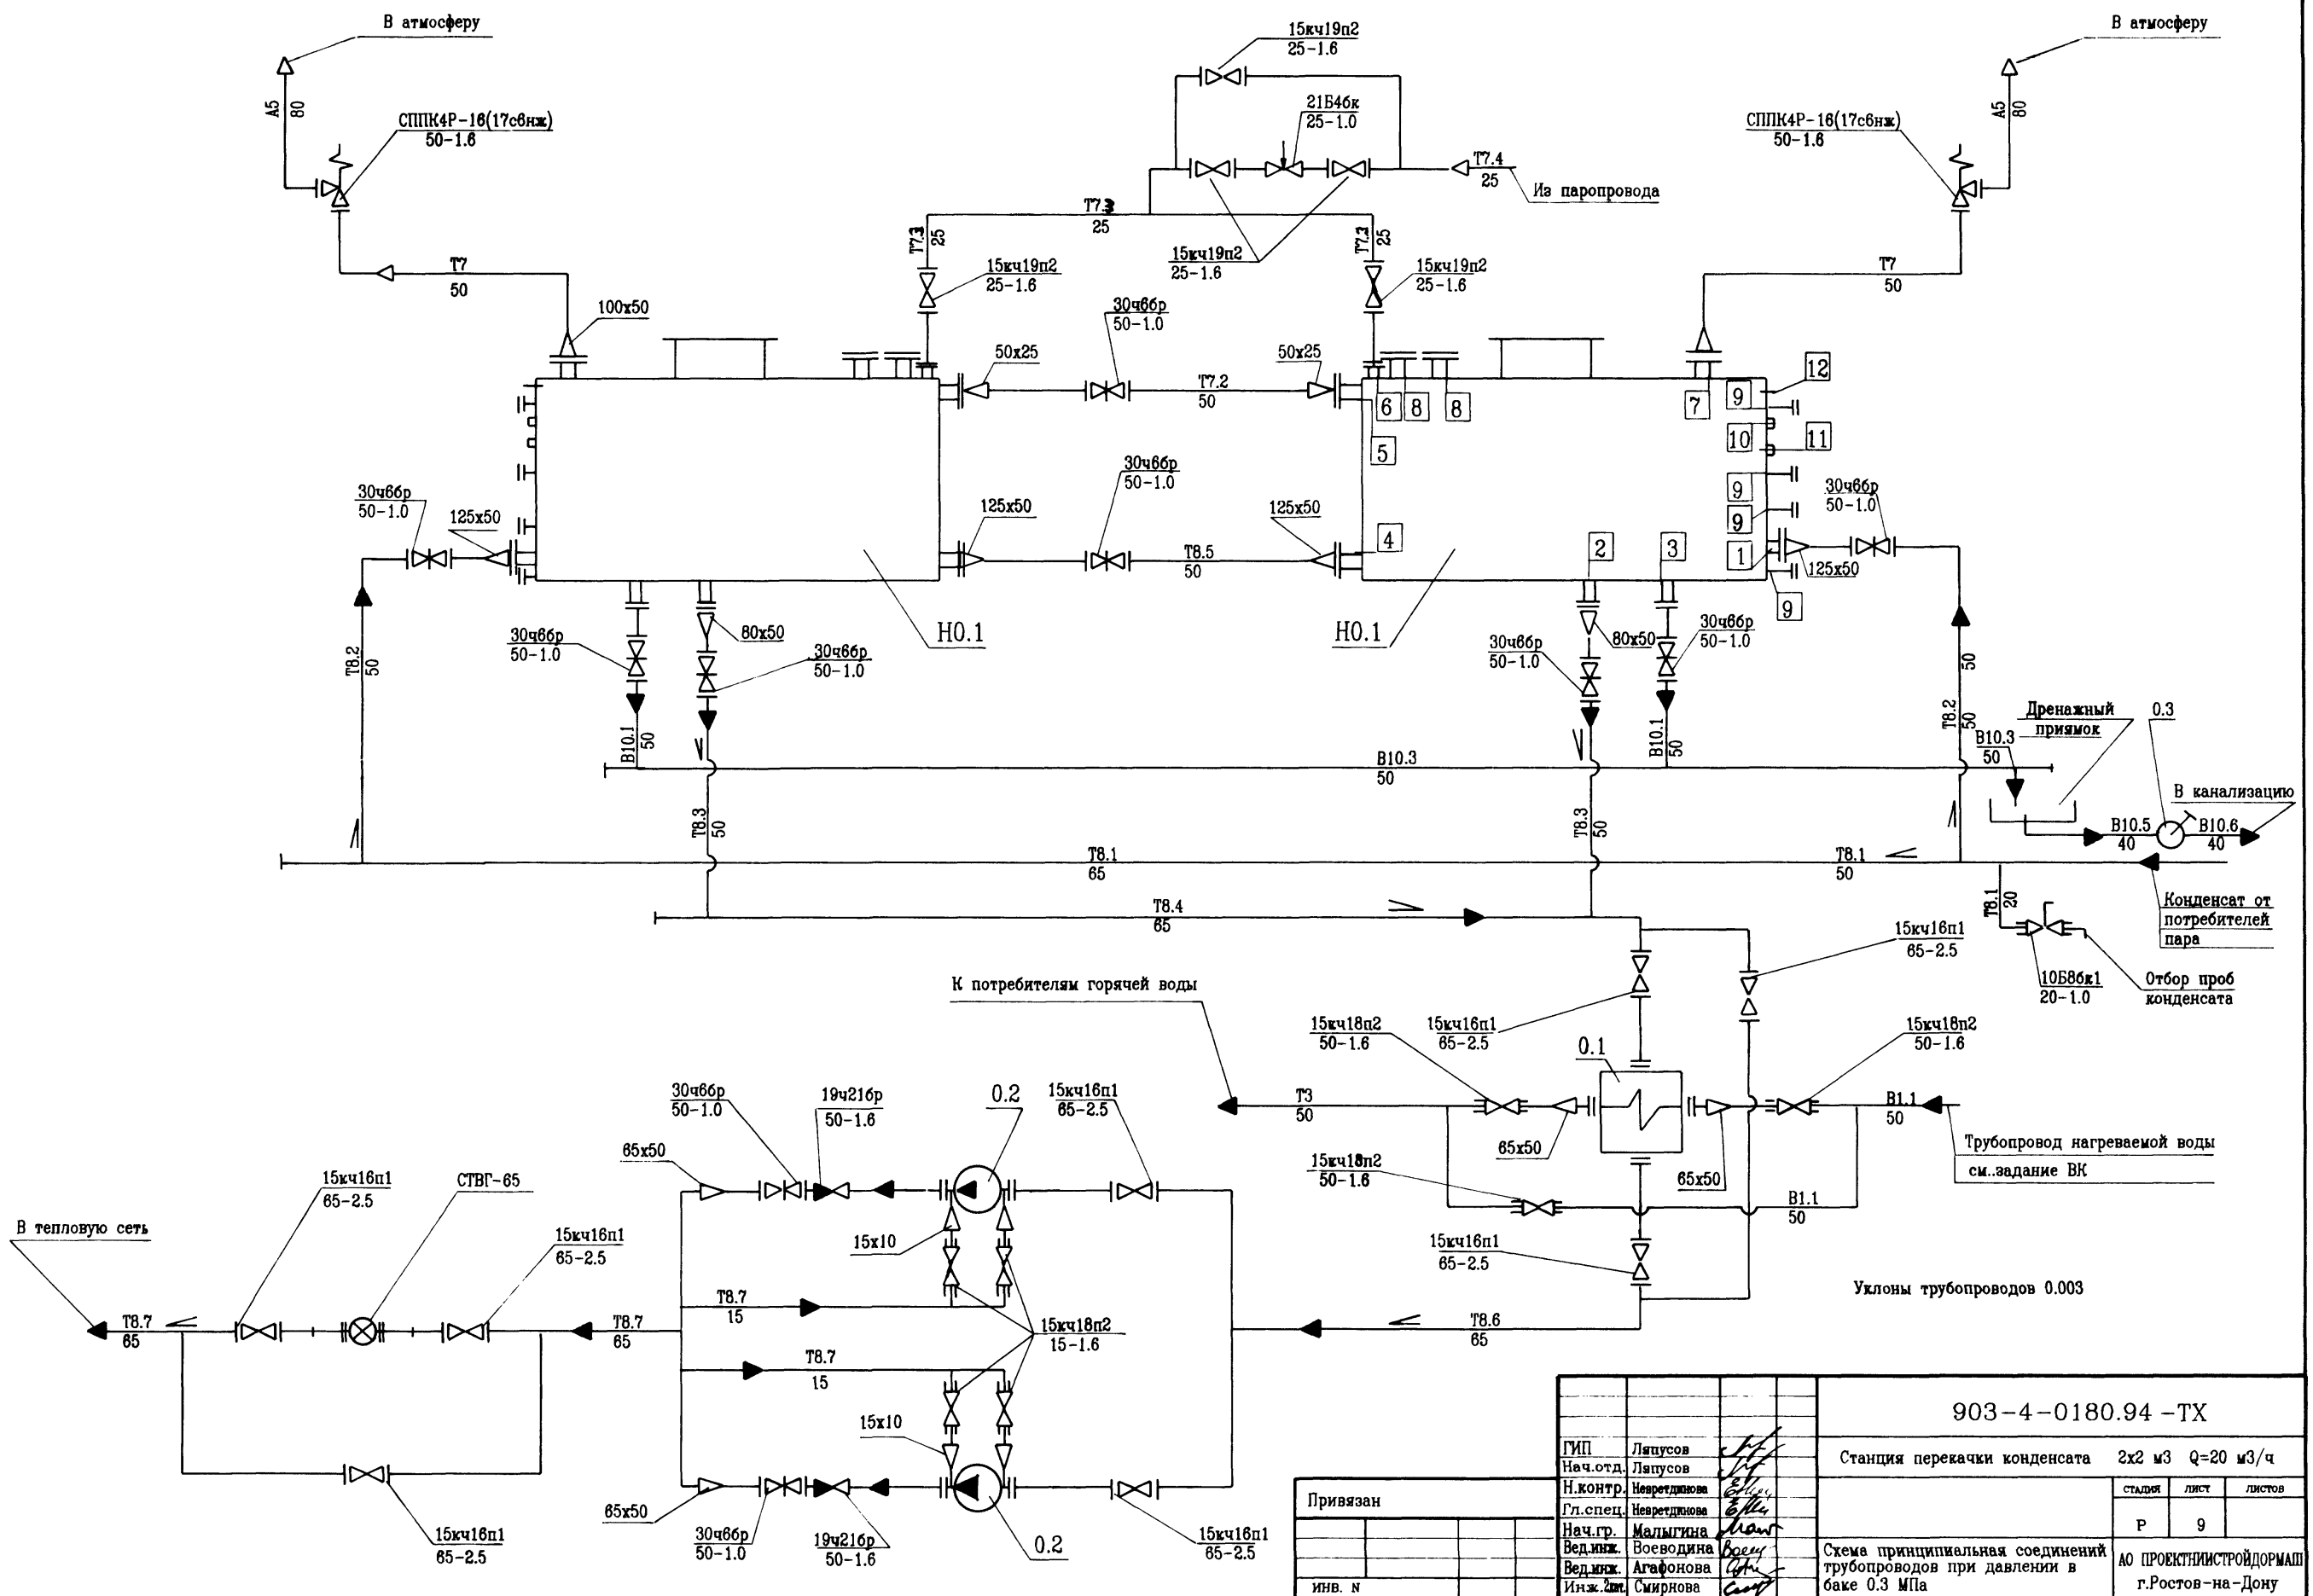 В атмосферу
А5
80
СППК4Р-16(17с6нж)
50-1.6
Т7
50
100х50
15кч19п2
25-1.6
21Б4бк
25-1.0
Т7.4
25
Из паропровода
Т7.3
25
15кч19п2
25-1.6
Т7.3
25
15кч19п2
25-1.6
Т7.3
25
15кч19п2
25-1.6
В атмосферу
А5
80
СППК4Р-16(17с6нж)
50-1.6
Т7
50
50х25
30ч6бр
50-1.0
Т7.2
50
50х25
6
8
8
7
9
12
10
11
5
9
9
4
2
3
1
9
30ч6бр
50-1.0
125х50
125х50
30ч6бр
50-1.0
Т8.5
50
125х50
30ч6бр
50-1.0
125х50
Н0.1
Н0.1
30ч6бр
50-1.0
80х50
30ч6бр
50-1.0
30ч6бр
50-1.0
80х50
30ч6бр
50-1.0
Т8.2
50
В10.1
50
В10.1
50
50
Т8.2
50
В10.3
50
Дренажный
приямок
0.3
В10.3
50
В канализацию
В10.5
40
В10.6
40
Т8.3
50
Т8.3
50
Т8.1
65
Т8.1
50
Т8.1
20
Конденсат от
потребителей
пара
10Б8бк1
20-1.0
Отбор проб
конденсата
Т8.4
65
15кч16п1
65-2.5
К потребителям горячей воды
15кч18п2
50-1.6
15кч16п1
65-2.5
0.1
15кч18п2
50-1.6
Т3
50
65х50
65х50
В1.1
50
Трубопровод нагреваемой воды
см..задание ВК
15кч18п2
50-1.6
В1.1
50
15кч16п1
65-2.5
Уклоны трубопроводов 0.003
Т8.6
65
30ч6бр
50-1.0
19ч21бр
50-1.6
0.2
15кч16п1
65-2.5
65х50
15х10
Т8.7
15
15кч18п2
15-1.6
Т8.7
15
15х10
65х50
30ч6бр
50-1.0
19ч21бр
50-1.6
0.2
15кч16п1
65-2.5
В тепловую сеть
15кч16п1
65-2.5
СТВГ-65
15кч16п1
65-2.5
Т8.7
65
Т8.7
65
15кч16п1
65-2.5
Привязан
ИНВ. N
903-4-0180.94 -ТХ
ГИП Ляпусов
Нач.отд. Ляпусов
Н.контр. Невретдинова
Гл.спец. Невретдинова
Нач.гр. Малыгина
Вед.инж. Воеводина
Вед.инж. Агафонова
Инж. Смирнова
Станция перекачки конденсата 2х2 м3 Q=20 м3/ч
стадия лист листов
Р 9
Схема принципиальная соединений
трубопроводов при давлении в
баке 0.3 МПа
АО ПРОЕКТНИИСТРОЙДОРМАШ
г.Ростов-на-Дону